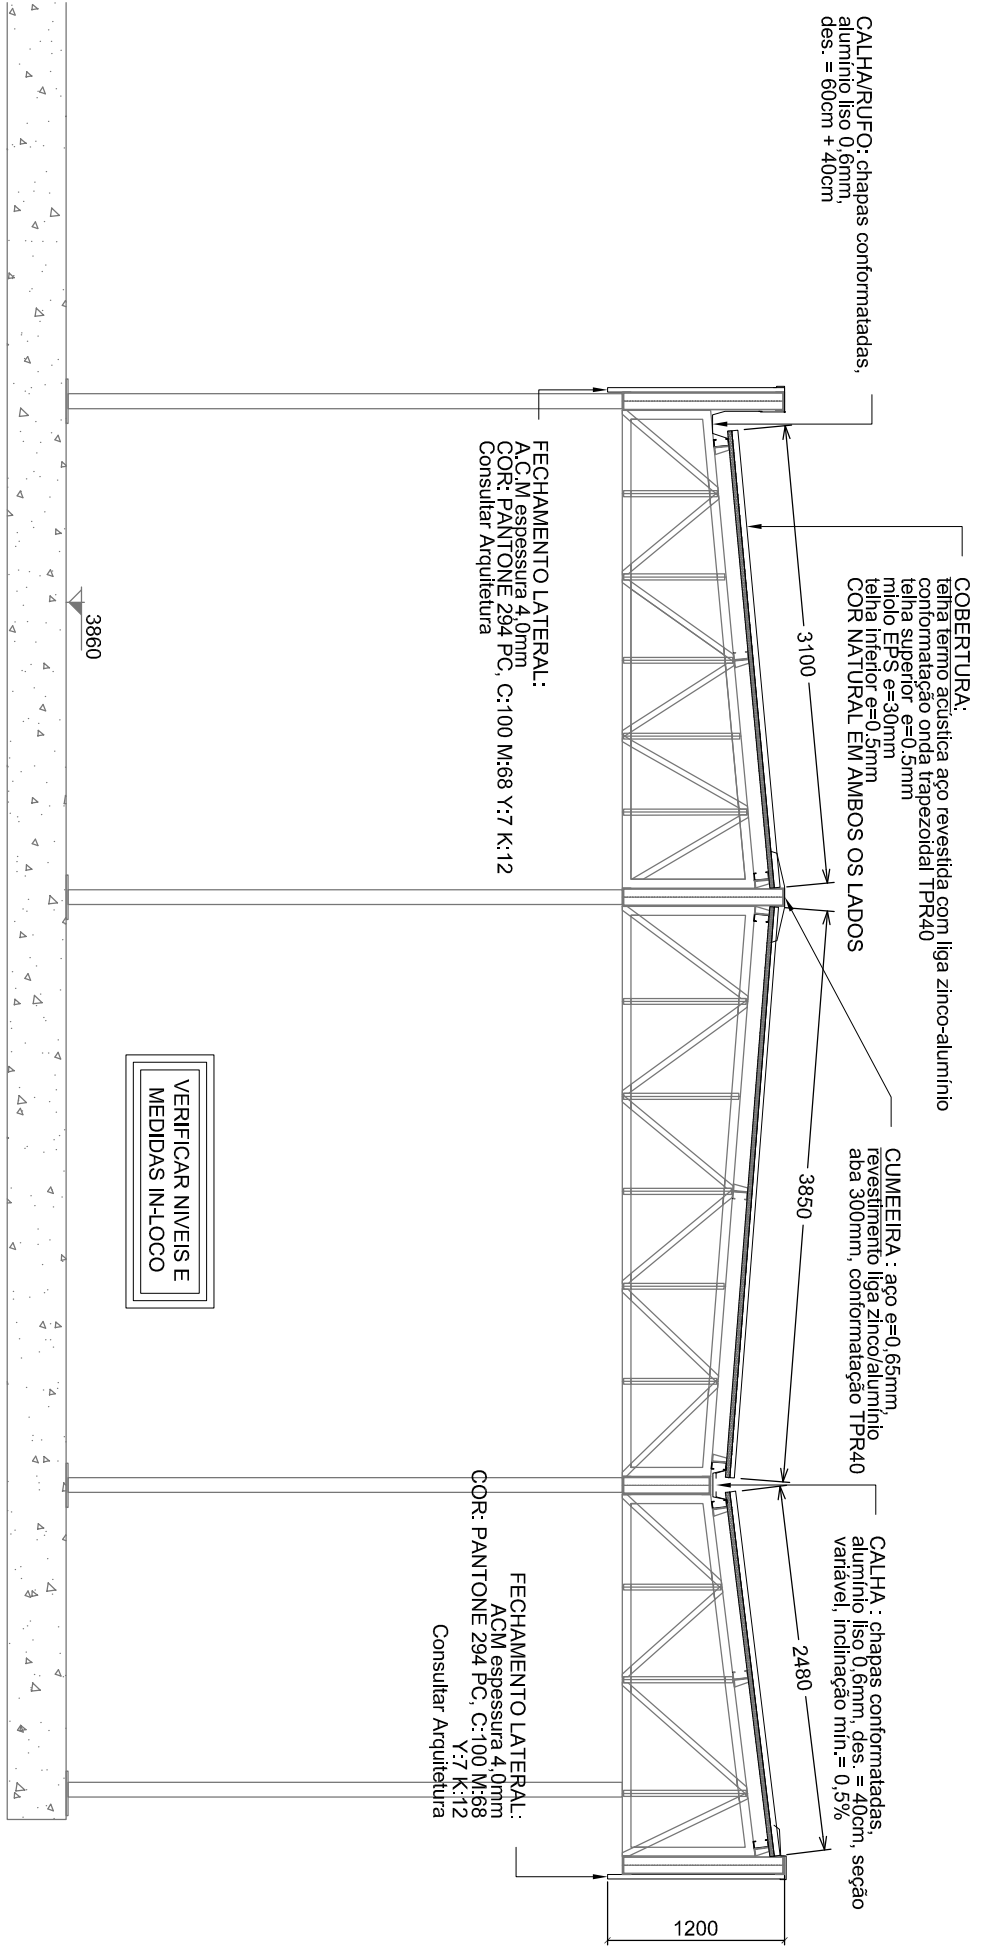 CALHA/RUFO: chapas conformatadas,
alumínio liso 0,6mm,
des. = 60cm + 40cm
COBERTURA:
telha termo acústica aço revestida com liga zinco-alumínio
conformatação onda trapezoidal TPR40
telha superior e=0.5mm
miolo EPS e=30mm
telha inferior e=0.5mm
COR NATURAL EM AMBOS OS LADOS
CUMEEIRA : aço e=0,65mm,
revestimento liga zinco/alumínio
aba 300mm, conformatação TPR40
CALHA : chapas conformatadas,
alumínio liso 0,6mm, des. = 40cm, seção
variável, inclinação mín.= 0,5%
3100
3850
2480
1200
FECHAMENTO LATERAL:
A.C.M espessura 4,0mm
COR: PANTONE 294 PC, C:100 M:68 Y:7 K:12
Consultar Arquitetura
FECHAMENTO LATERAL:
ACM espessura 4,0mm
COR: PANTONE 294 PC, C:100 M:68
Y:7 K:12
Consultar Arquitetura
VERIFICAR NIVEIS E
MEDIDAS IN-LOCO
3860